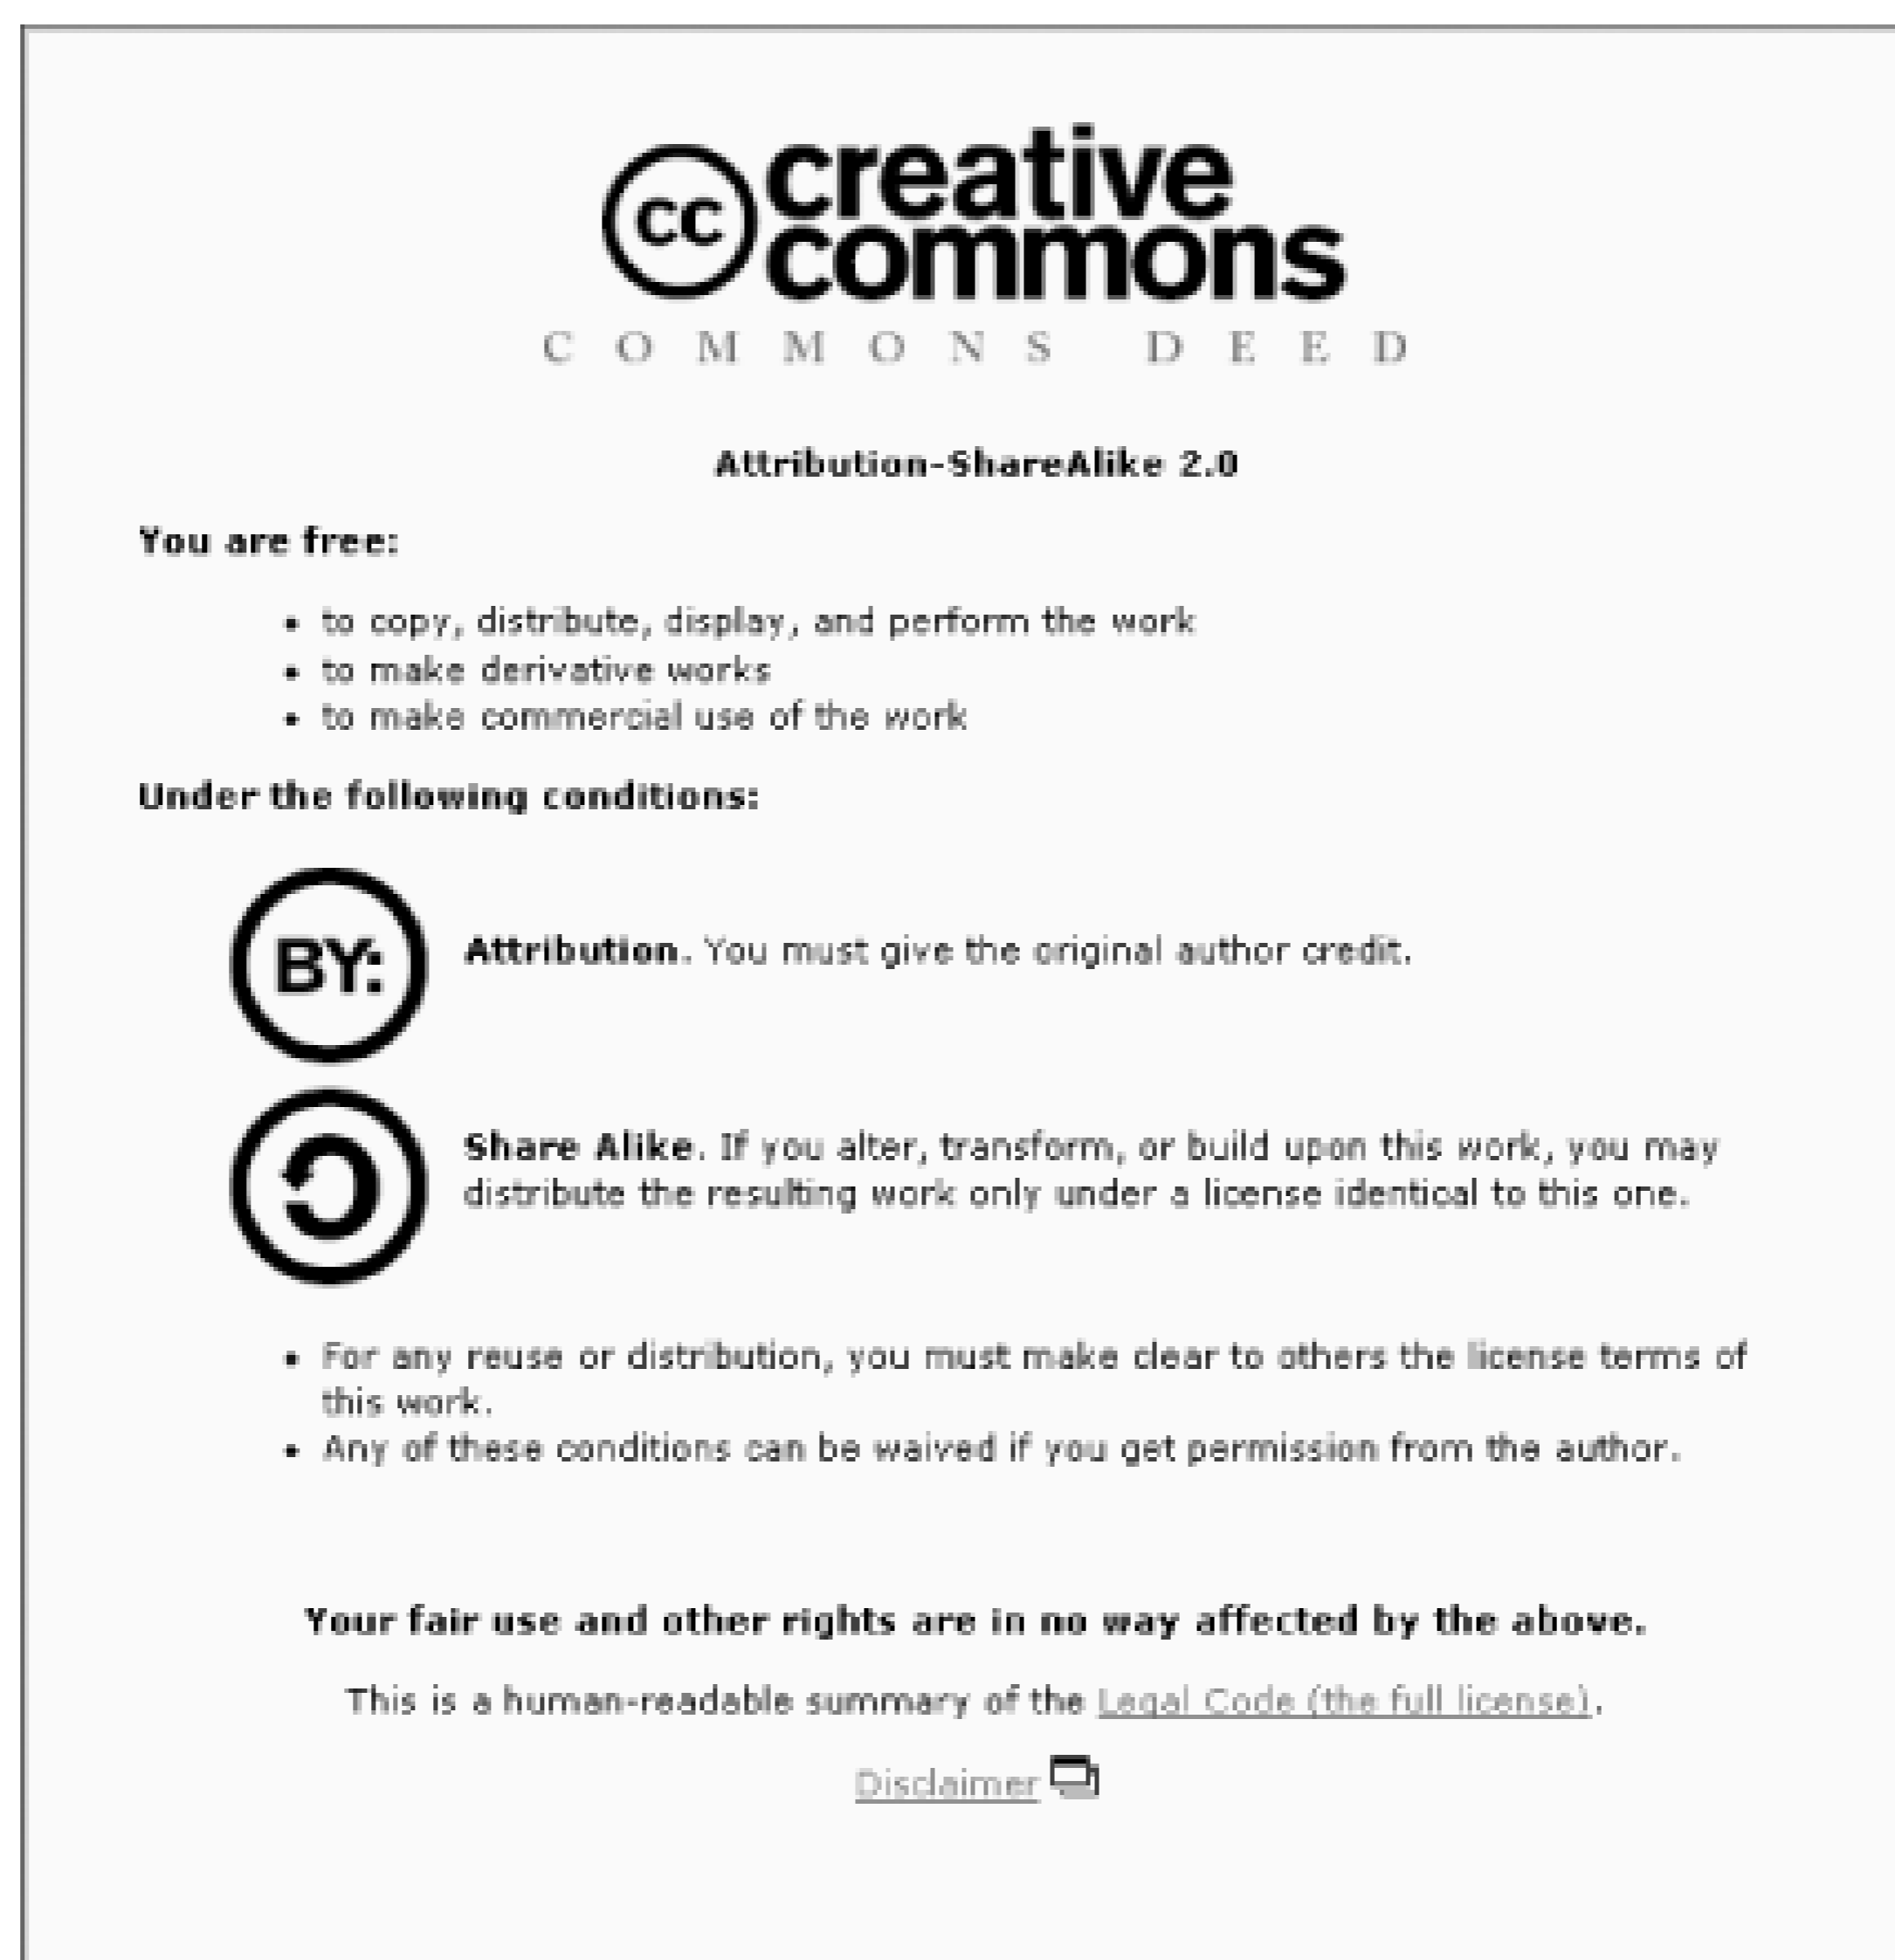 cc creative
commons
COMMONS DEED
Attribution-ShareAlike 2.0
You are free:
• to copy, distribute, display, and perform the work
• to make derivative works
• to make commercial use of the work
Under the following conditions:
BY:
Attribution. You must give the original author credit.
Share Alike. If you alter, transform, or build upon this work, you may
distribute the resulting work only under a license identical to this one.
• For any reuse or distribution, you must make clear to others the license terms of
this work.
• Any of these conditions can be waived if you get permission from the author.
Your fair use and other rights are in no way affected by the above.
This is a human-readable summary of the Legal Code (the full license).
Disclaimer